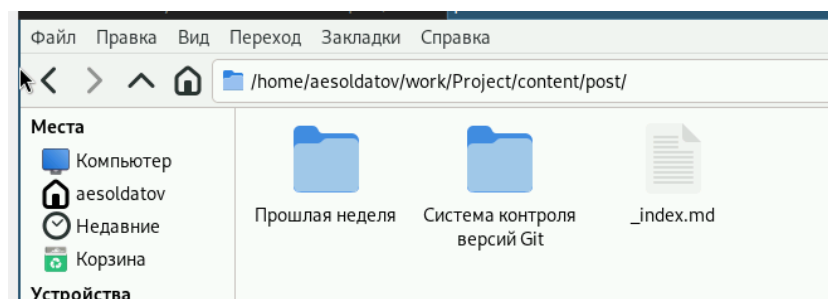 Файл Правка Вид Переход Закладки Справка
/home/aesoldatov/work/Project/content/post/
Места
Компьютер
aesoldatov
Недавние
Корзина
Устройства
Прошлая неделя
Система контроля
версий Git
_index.md